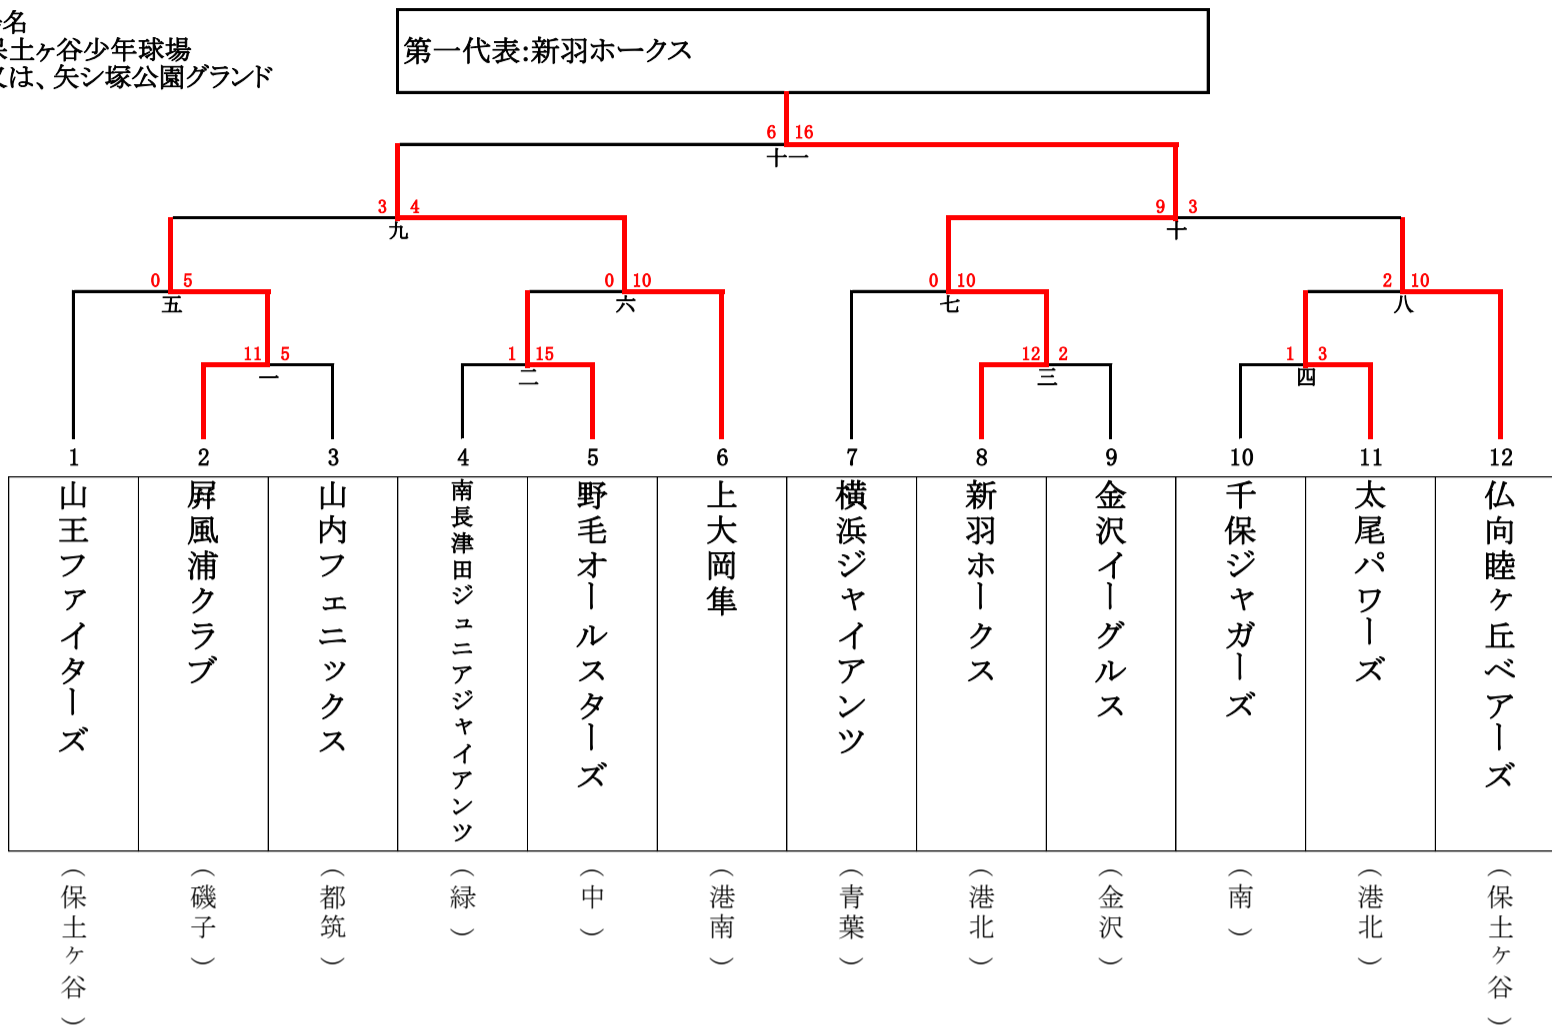 名
保土ヶ谷少年球場
又は、矢シ塚公園グランド
第一代表:新羽ホークス
6 16
十一
3 4
九
9 3
十
0 5
五
0 10
六
0 10
七
2 10
八
11 5
一
1 15
二
12 2
三
1 3
四
1 2 3 4 5 6 7 8 9 10 11 12
山王ファイターズ
屛風浦クラブ
山内フェニックス
南長津田ジュニアジャイアンツ
野毛オールスターズ
上大岡隼
横浜ジャイアンツ
新羽ホークス
金沢イーグルス
千保ジャガーズ
太尾パワーズ
仏向睦ヶ丘ベアーズ
(保土ヶ谷)
(磯子)
(都筑)
(緑)
(中)
(港南)
(青葉)
(港北)
(金沢)
(南)
(港北)
(保土ヶ谷)